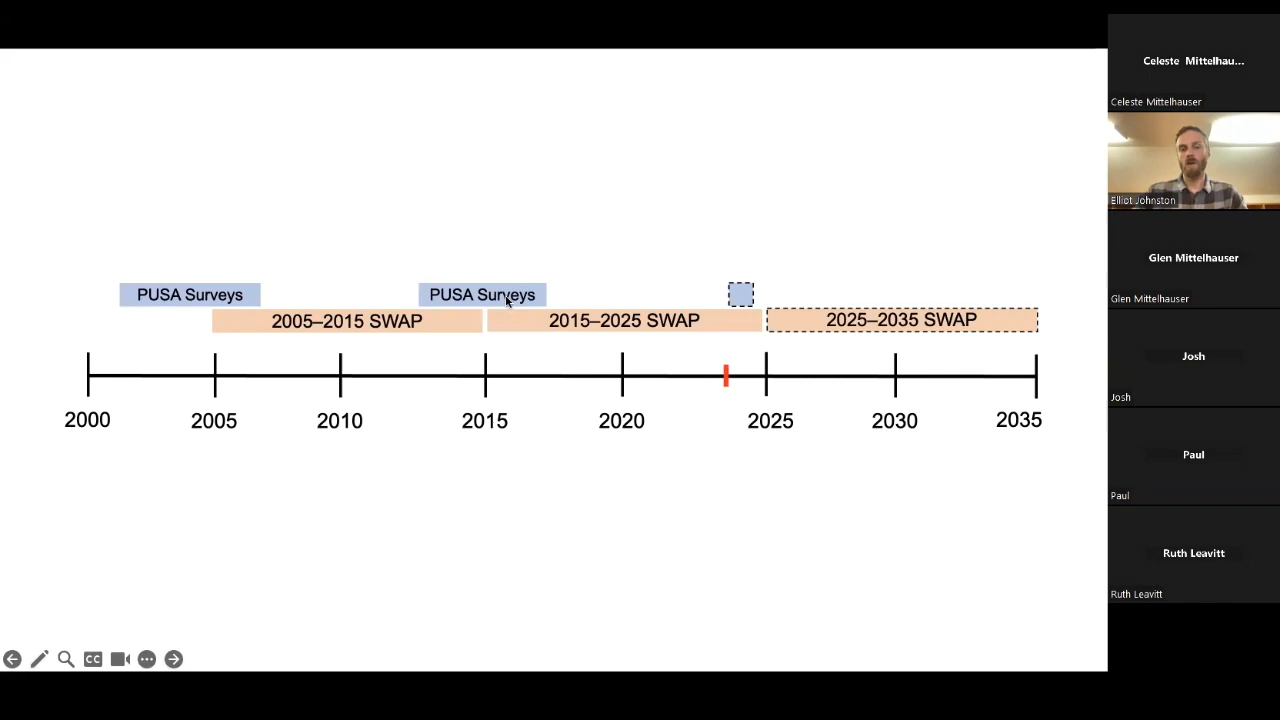 PUSA Surveys
PUSA Surveys
2005–2015 SWAP
2015–2025 SWAP
2025–2035 SWAP
2000
2005
2010
2015
2020
2025
2030
2035
CC
Celeste Mittelhau...
Celeste Mittelhauser
Elliot Johnston
Glen Mittelhauser
Glen Mittelhauser
Josh
Josh
Paul
Paul
Ruth Leavitt
Ruth Leavitt